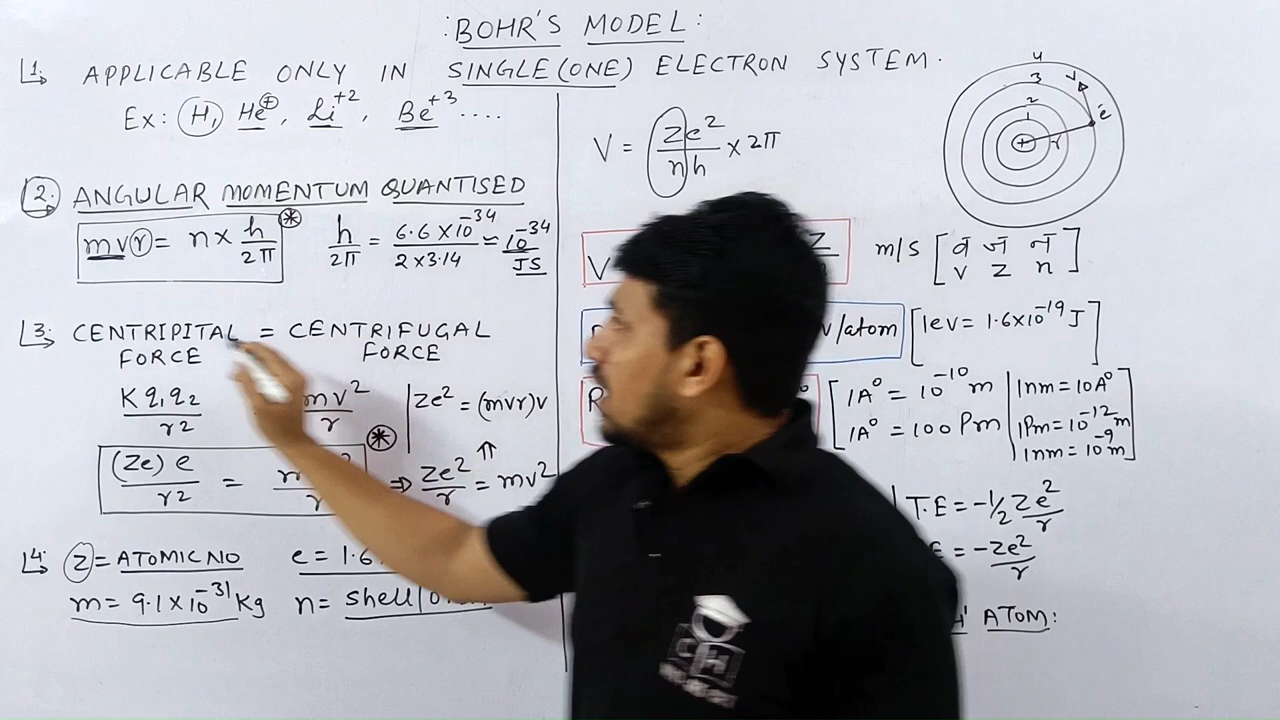 :BOHR'S MODEL:
1. APPLICABLE ONLY IN SINGLE(ONE) ELECTRON SYSTEM.
Ex: H, He⁺, Li⁺², Be⁺³ ....
2. ANGULAR MOMENTUM QUANTISED
mvr = n × h/2π
h/2π = 6.6×10⁻³⁴/2×3.14 = 10⁻³⁴ JS
3. CENTRIPITAL FORCE = CENTRIFUGAL FORCE
Kq₁q₂/r² mv²/r | Ze² = (mvr)v
(Ze)e/r² = ⇒ Ze²/r = mv²
4. Z = ATOMIC NO e = 1.6
m = 9.1×10⁻³¹ Kg n = shell/
V = Ze²/nh × 2π
1 2 3 4
+ r e⁻ v
V Z m/s [व ज न]
[V Z n]
/atom [1eV = 1.6×10⁻¹⁹ J]
R [1A° = 10⁻¹⁰ m | 1nm = 10A°
1A° = 100 Pm | 1Pm = 10⁻¹² m
1nm = 10⁻⁹ m]
T.E = -1/2 Ze²/r
E = -Ze²/r
ATOM:
CH